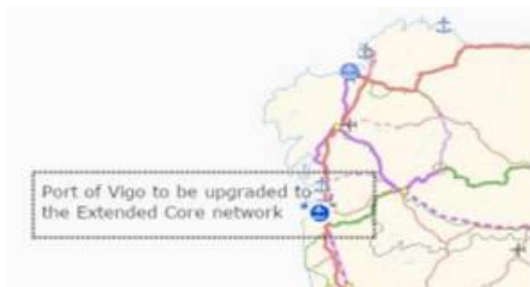 Port of Vigo to be upgraded to
the Extended Core network